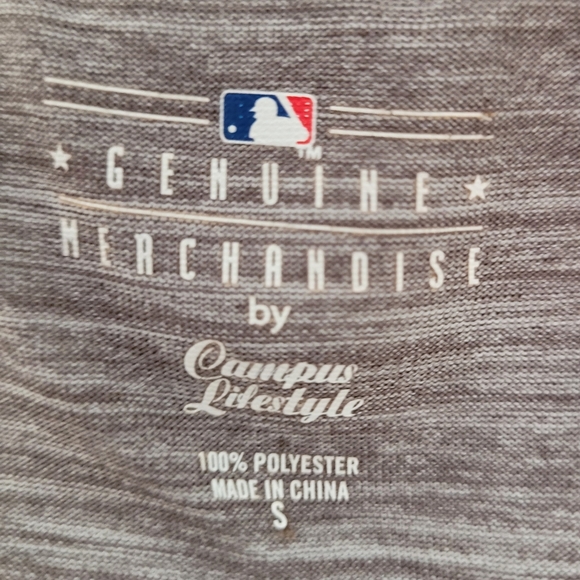 GENUINE
MERCHANDISE
by
Campus
Lifestyle
100% POLYESTER
MADE IN CHINA
S